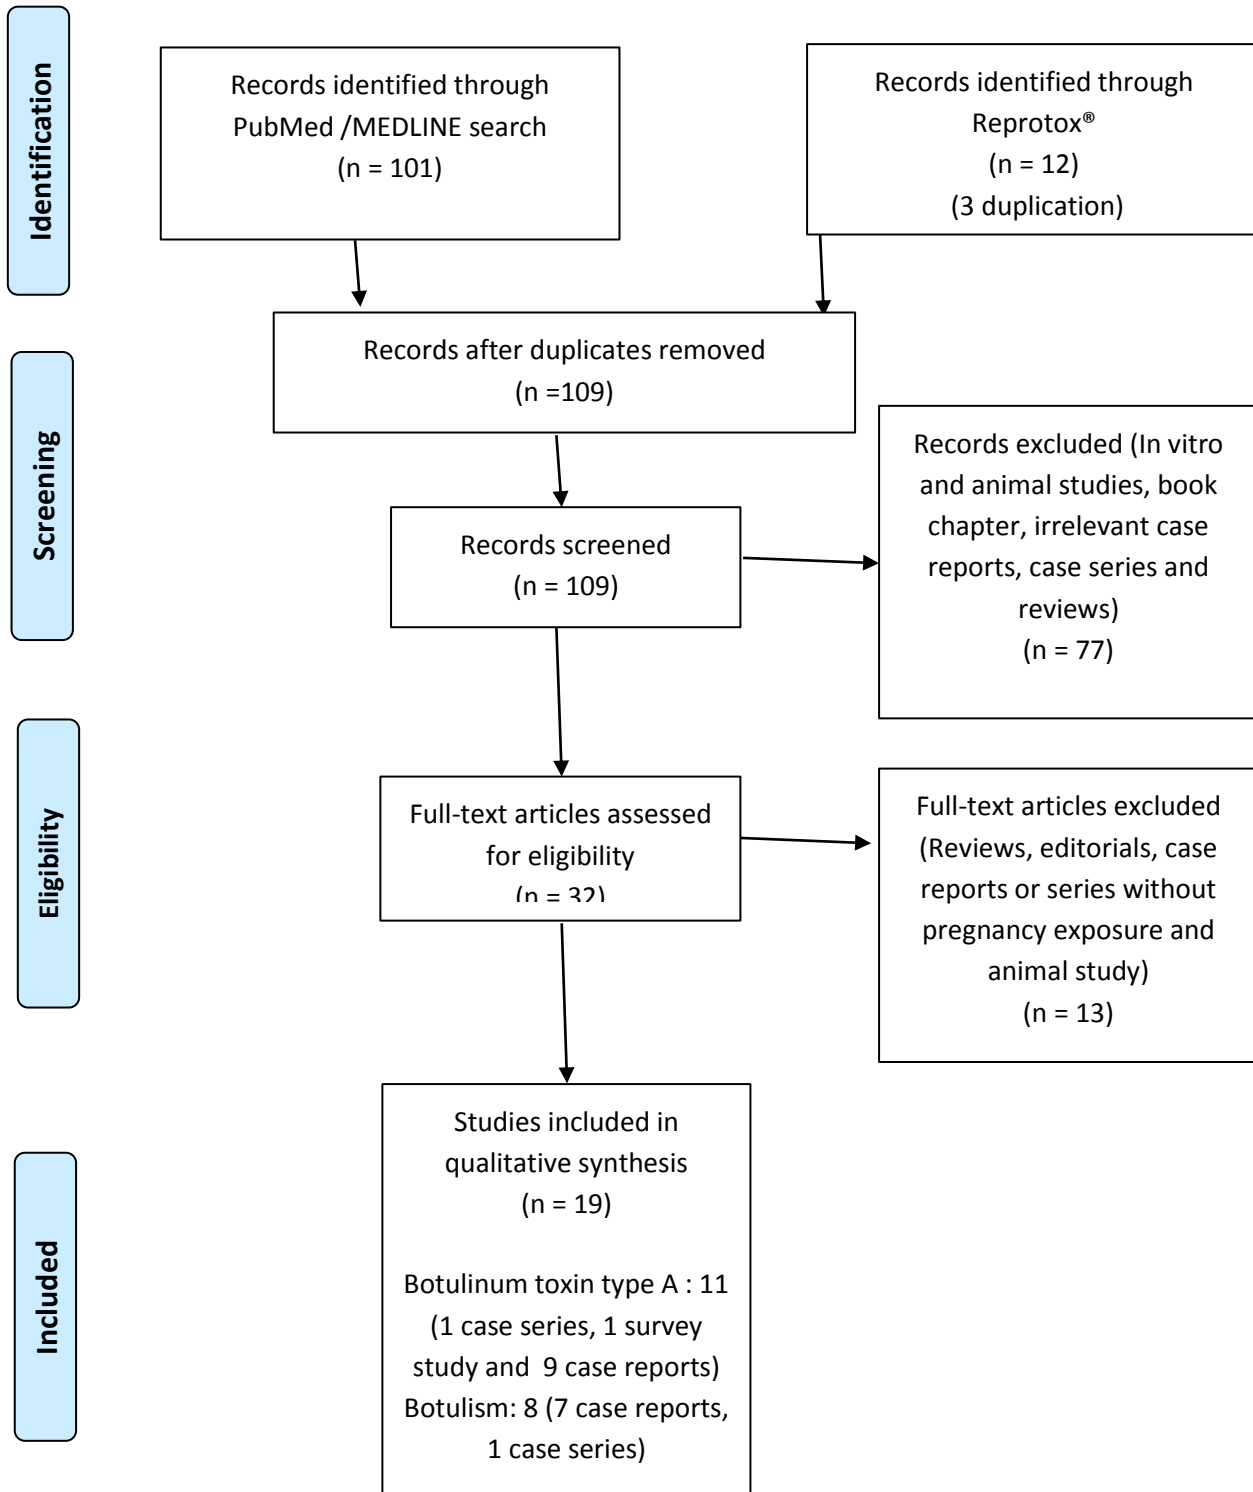 Identification
Records identified through
PubMed /MEDLINE search
(n = 101)
Records identified through
Reprotox®
(n = 12)
(3 duplication)
Records after duplicates removed
(n =109)
Screening
Records screened
(n = 109)
Records excluded (In vitro
and animal studies, book
chapter, irrelevant case
reports, case series and
reviews)
(n = 77)
Eligibility
Full-text articles assessed
for eligibility
(n = 32)
Full-text articles excluded
(Reviews, editorials, case
reports or series without
pregnancy exposure and
animal study)
(n = 13)
Included
Studies included in
qualitative synthesis
(n = 19)
Botulinum toxin type A : 11
(1 case series, 1 survey
study and 9 case reports)
Botulism: 8 (7 case reports,
1 case series)